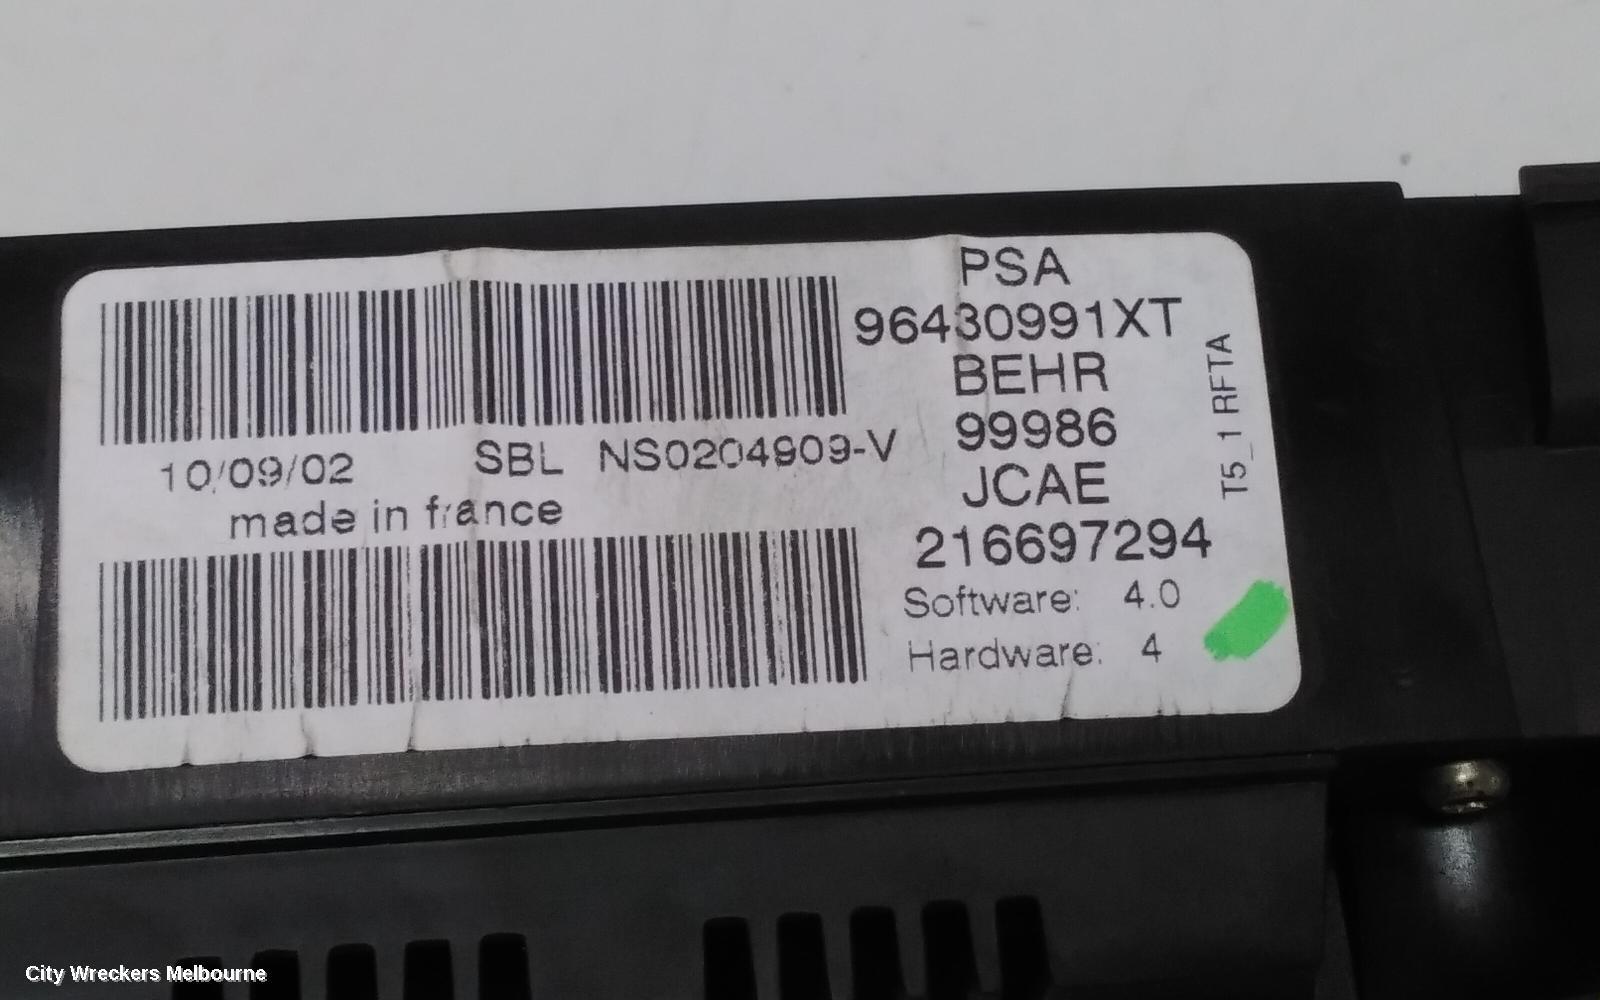 PSA
96430991XT
BEHR
99986
JCAE
216697294
Software: 4.0
Hardware: 4
T5_1 RFTA
10/09/02 SBL NS0204909-V
made in france
City Wreckers Melbourne